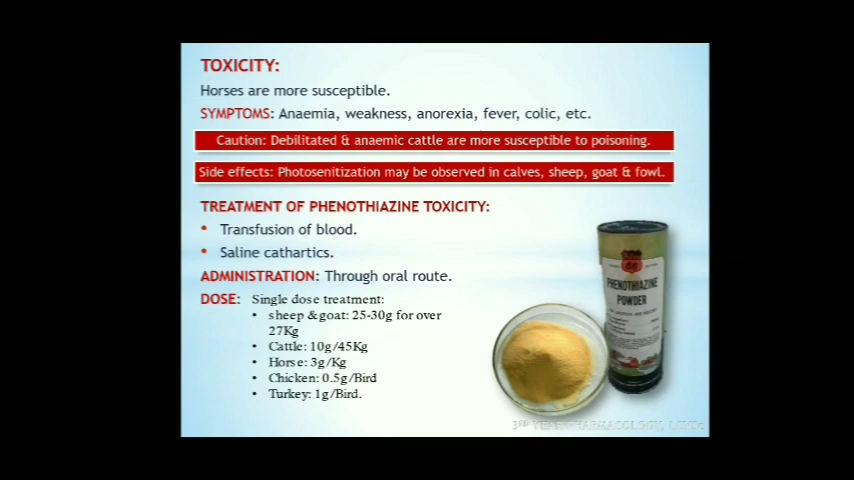 TOXICITY:
Horses are more susceptible.
SYMPTOMS: Anaemia, weakness, anorexia, fever, colic, etc.
Caution: Debilitated & anaemic cattle are more susceptible to poisoning.
Side effects: Photosenitization may be observed in calves, sheep, goat & fowl.
TREATMENT OF PHENOTHIAZINE TOXICITY:
• Transfusion of blood.
• Saline cathartics.
ADMINISTRATION: Through oral route.
DOSE: Single dose treatment:
• sheep & goat: 25-30g for over
27Kg
• Cattle: 10g/45Kg
• Horse: 3g/Kg
• Chicken: 0.5g/Bird
• Turkey: 1g/Bird.
PHENOTHIAZINE
POWDER
3RD YEAR PHARMACOLOGY,